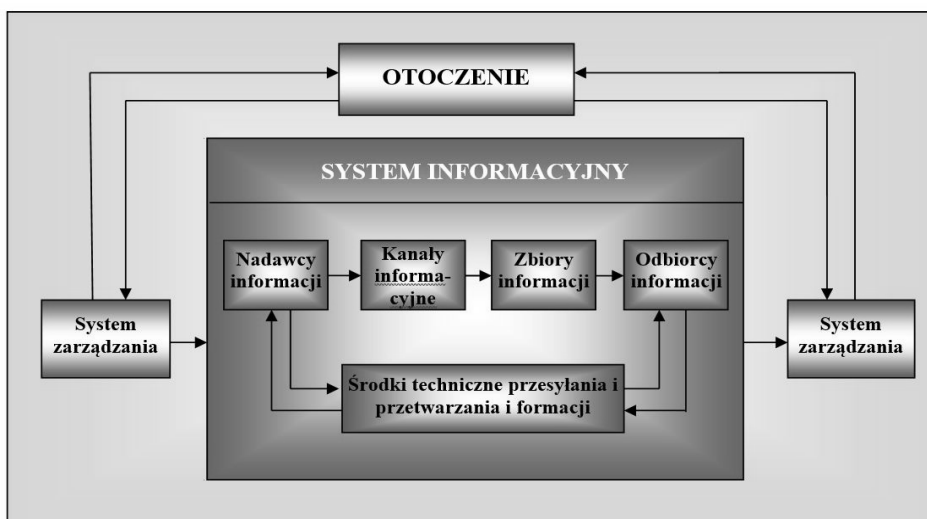 OTOCZENIE
SYSTEM INFORMACYJNY
Nadawcy
informacji
Kanały
informa-
cyjne
Zbiory
informacji
Odbiorcy
informacji
System
zarządzania
System
zarządzania
Środki techniczne przesyłania i
przetwarzania i formacji